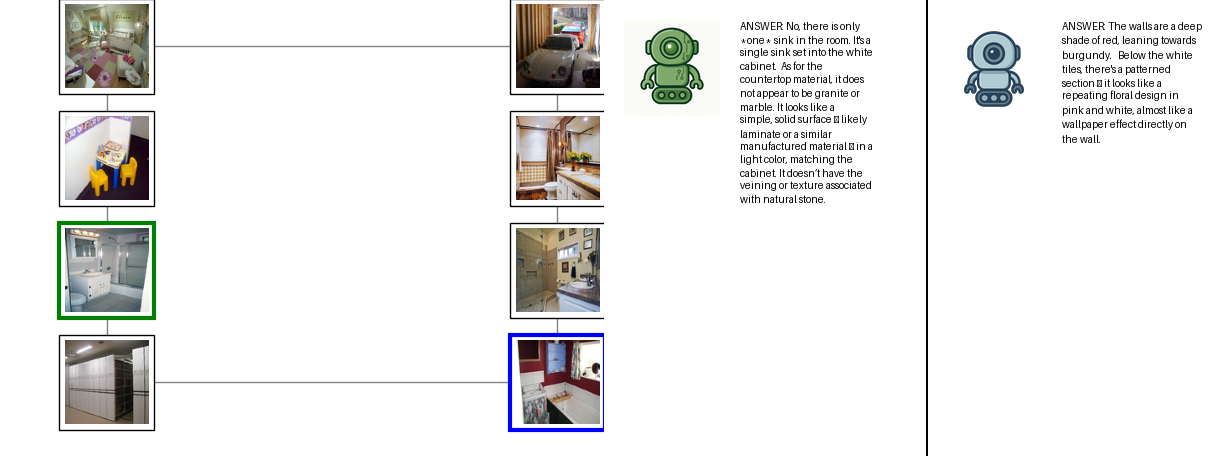 ANSWER: No, there is only
*one* sink in the room. It's a
single sink set into the white
cabinet. As for the
countertop material, it does
not appear to be granite or
marble. It looks like a
simple, solid surface ▯ likely
laminate or a similar
manufactured material ▯ in a
light color, matching the
cabinet. It doesn't have the
veining or texture associated
with natural stone.
ANSWER: The walls are a deep
shade of red, leaning towards
burgundy. Below the white
tiles, there's a patterned
section ▯ it looks like a
repeating floral design in
pink and white, almost like a
wallpaper effect directly on
the wall.